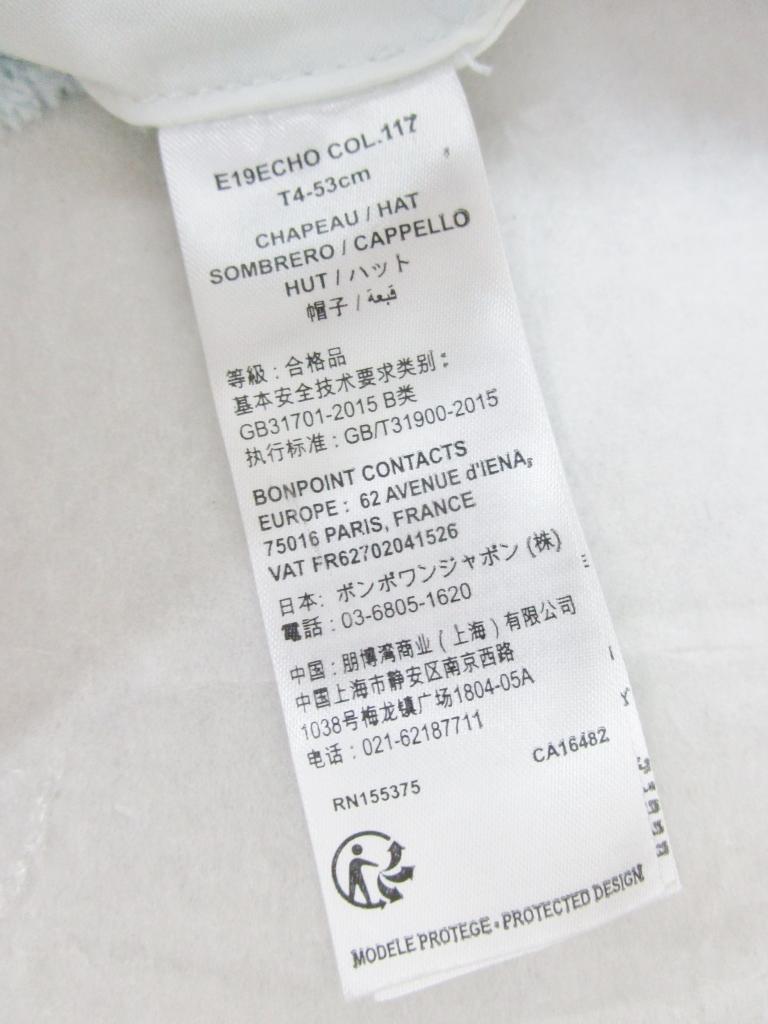 E19ECHO COL.117
T4-53cm
CHAPEAU / HAT
SOMBRERO / CAPPELLO
HUT / ハット
帽子 / قبعة
等級 : 合格品
基本安全技术要求类别 :
GB31701-2015 B类
执行标准 : GB/T31900-2015
BONPOINT CONTACTS
EUROPE : 62 AVENUE d'IENA,
75016 PARIS, FRANCE
VAT FR62702041526
日本: ボンポワンジャポン (株)
電話 : 03-6805-1620
中国 : 朋博湾商业 ( 上海 ) 有限公司
中国上海市静安区南京西路
1038号梅龙镇广场1804-05A
电话 : 021-62187711
RN155375 CA16482
MODELE PROTEGE • PROTECTED DESIGN